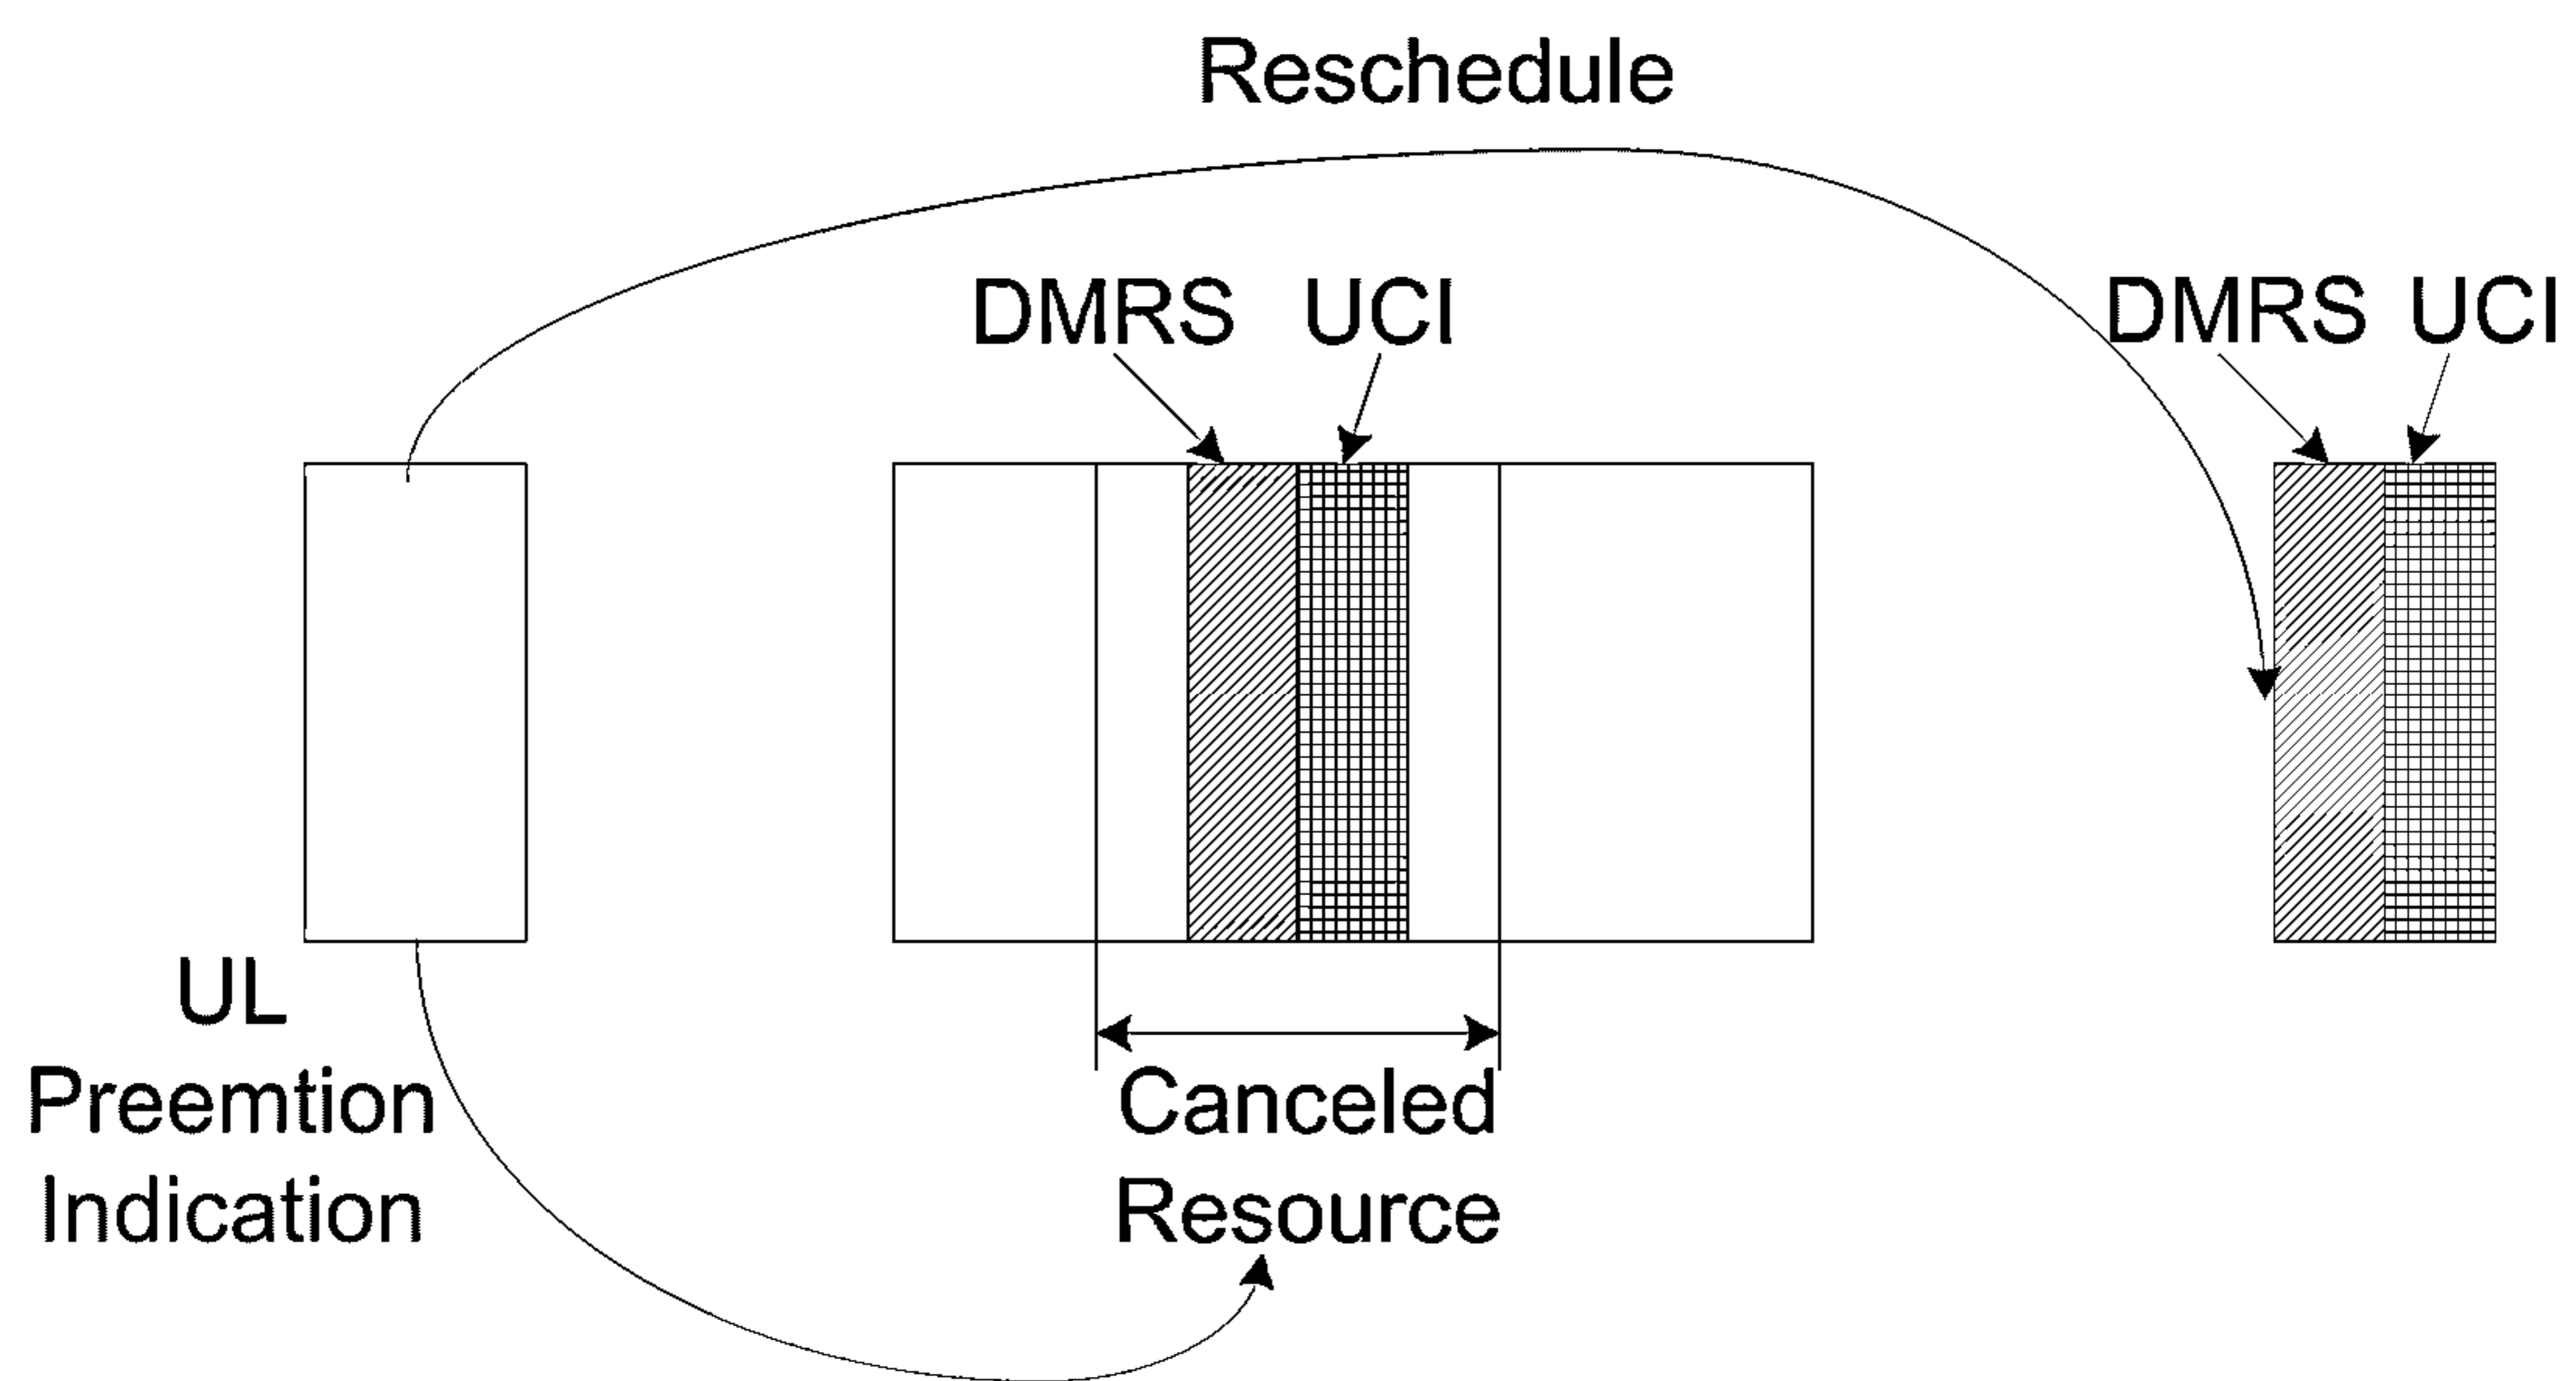 Reschedule
DMRS UCI
DMRS UCI
UL
Preemtion
Indication
Canceled
Resource